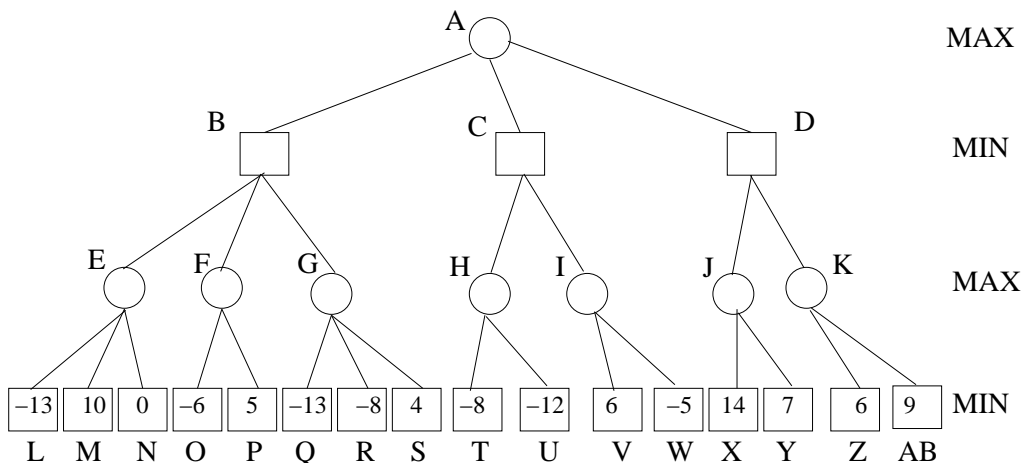 A MAX
B C D MIN
E F G H I J K MAX
−13 10 0 −6 5 −13 −8 4 −8 −12 6 −5 14 7 6 9 MIN
L M N O P Q R S T U V W X Y Z AB